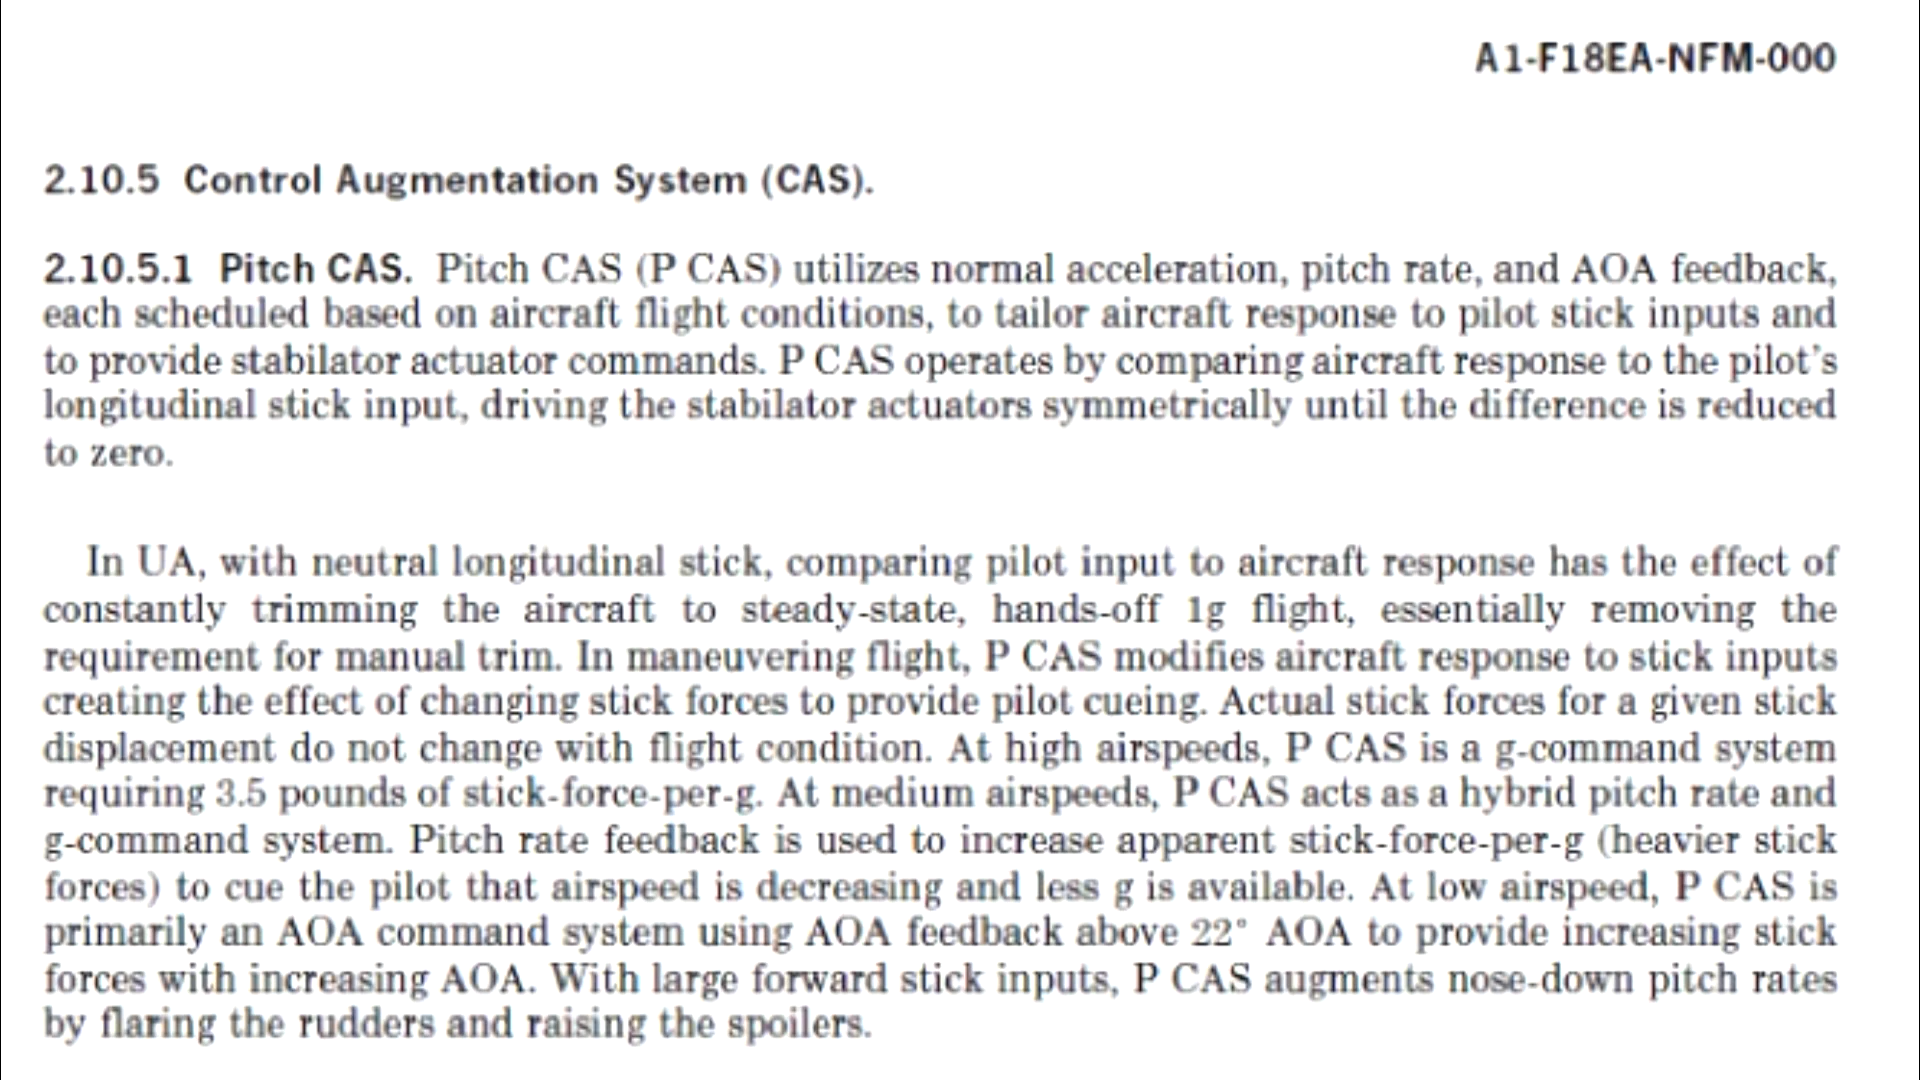 A1-F18EA-NFM-000
2.10.5 Control Augmentation System (CAS).
2.10.5.1 Pitch CAS. Pitch CAS (P CAS) utilizes normal acceleration, pitch rate, and AOA feedback,
each scheduled based on aircraft flight conditions, to tailor aircraft response to pilot stick inputs and
to provide stabilator actuator commands. P CAS operates by comparing aircraft response to the pilot's
longitudinal stick input, driving the stabilator actuators symmetrically until the difference is reduced
to zero.
In UA, with neutral longitudinal stick, comparing pilot input to aircraft response has the effect of
constantly trimming the aircraft to steady-state, hands-off 1g flight, essentially removing the
requirement for manual trim. In maneuvering flight, P CAS modifies aircraft response to stick inputs
creating the effect of changing stick forces to provide pilot cueing. Actual stick forces for a given stick
displacement do not change with flight condition. At high airspeeds, P CAS is a g-command system
requiring 3.5 pounds of stick-force-per-g. At medium airspeeds, P CAS acts as a hybrid pitch rate and
g-command system. Pitch rate feedback is used to increase apparent stick-force-per-g (heavier stick
forces) to cue the pilot that airspeed is decreasing and less g is available. At low airspeed, P CAS is
primarily an AOA command system using AOA feedback above 22° AOA to provide increasing stick
forces with increasing AOA. With large forward stick inputs, P CAS augments nose-down pitch rates
by flaring the rudders and raising the spoilers.